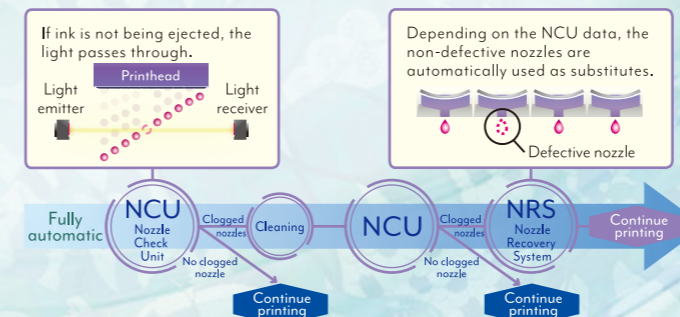 If ink is not being ejected, the
light passes through.
Printhead
Light
emitter
Light
receiver
Depending on the NCU data, the
non-defective nozzles are
automatically used as substitutes.
Defective nozzle
Fully
automatic
NCU
Nozzle
Check
Unit
Clogged
nozzles
No clogged
nozzle
Cleaning
Continue
printing
NCU
Clogged
nozzles
No clogged
nozzle
NRS
Nozzle
Recovery
System
Continue
printing
Continue
printing